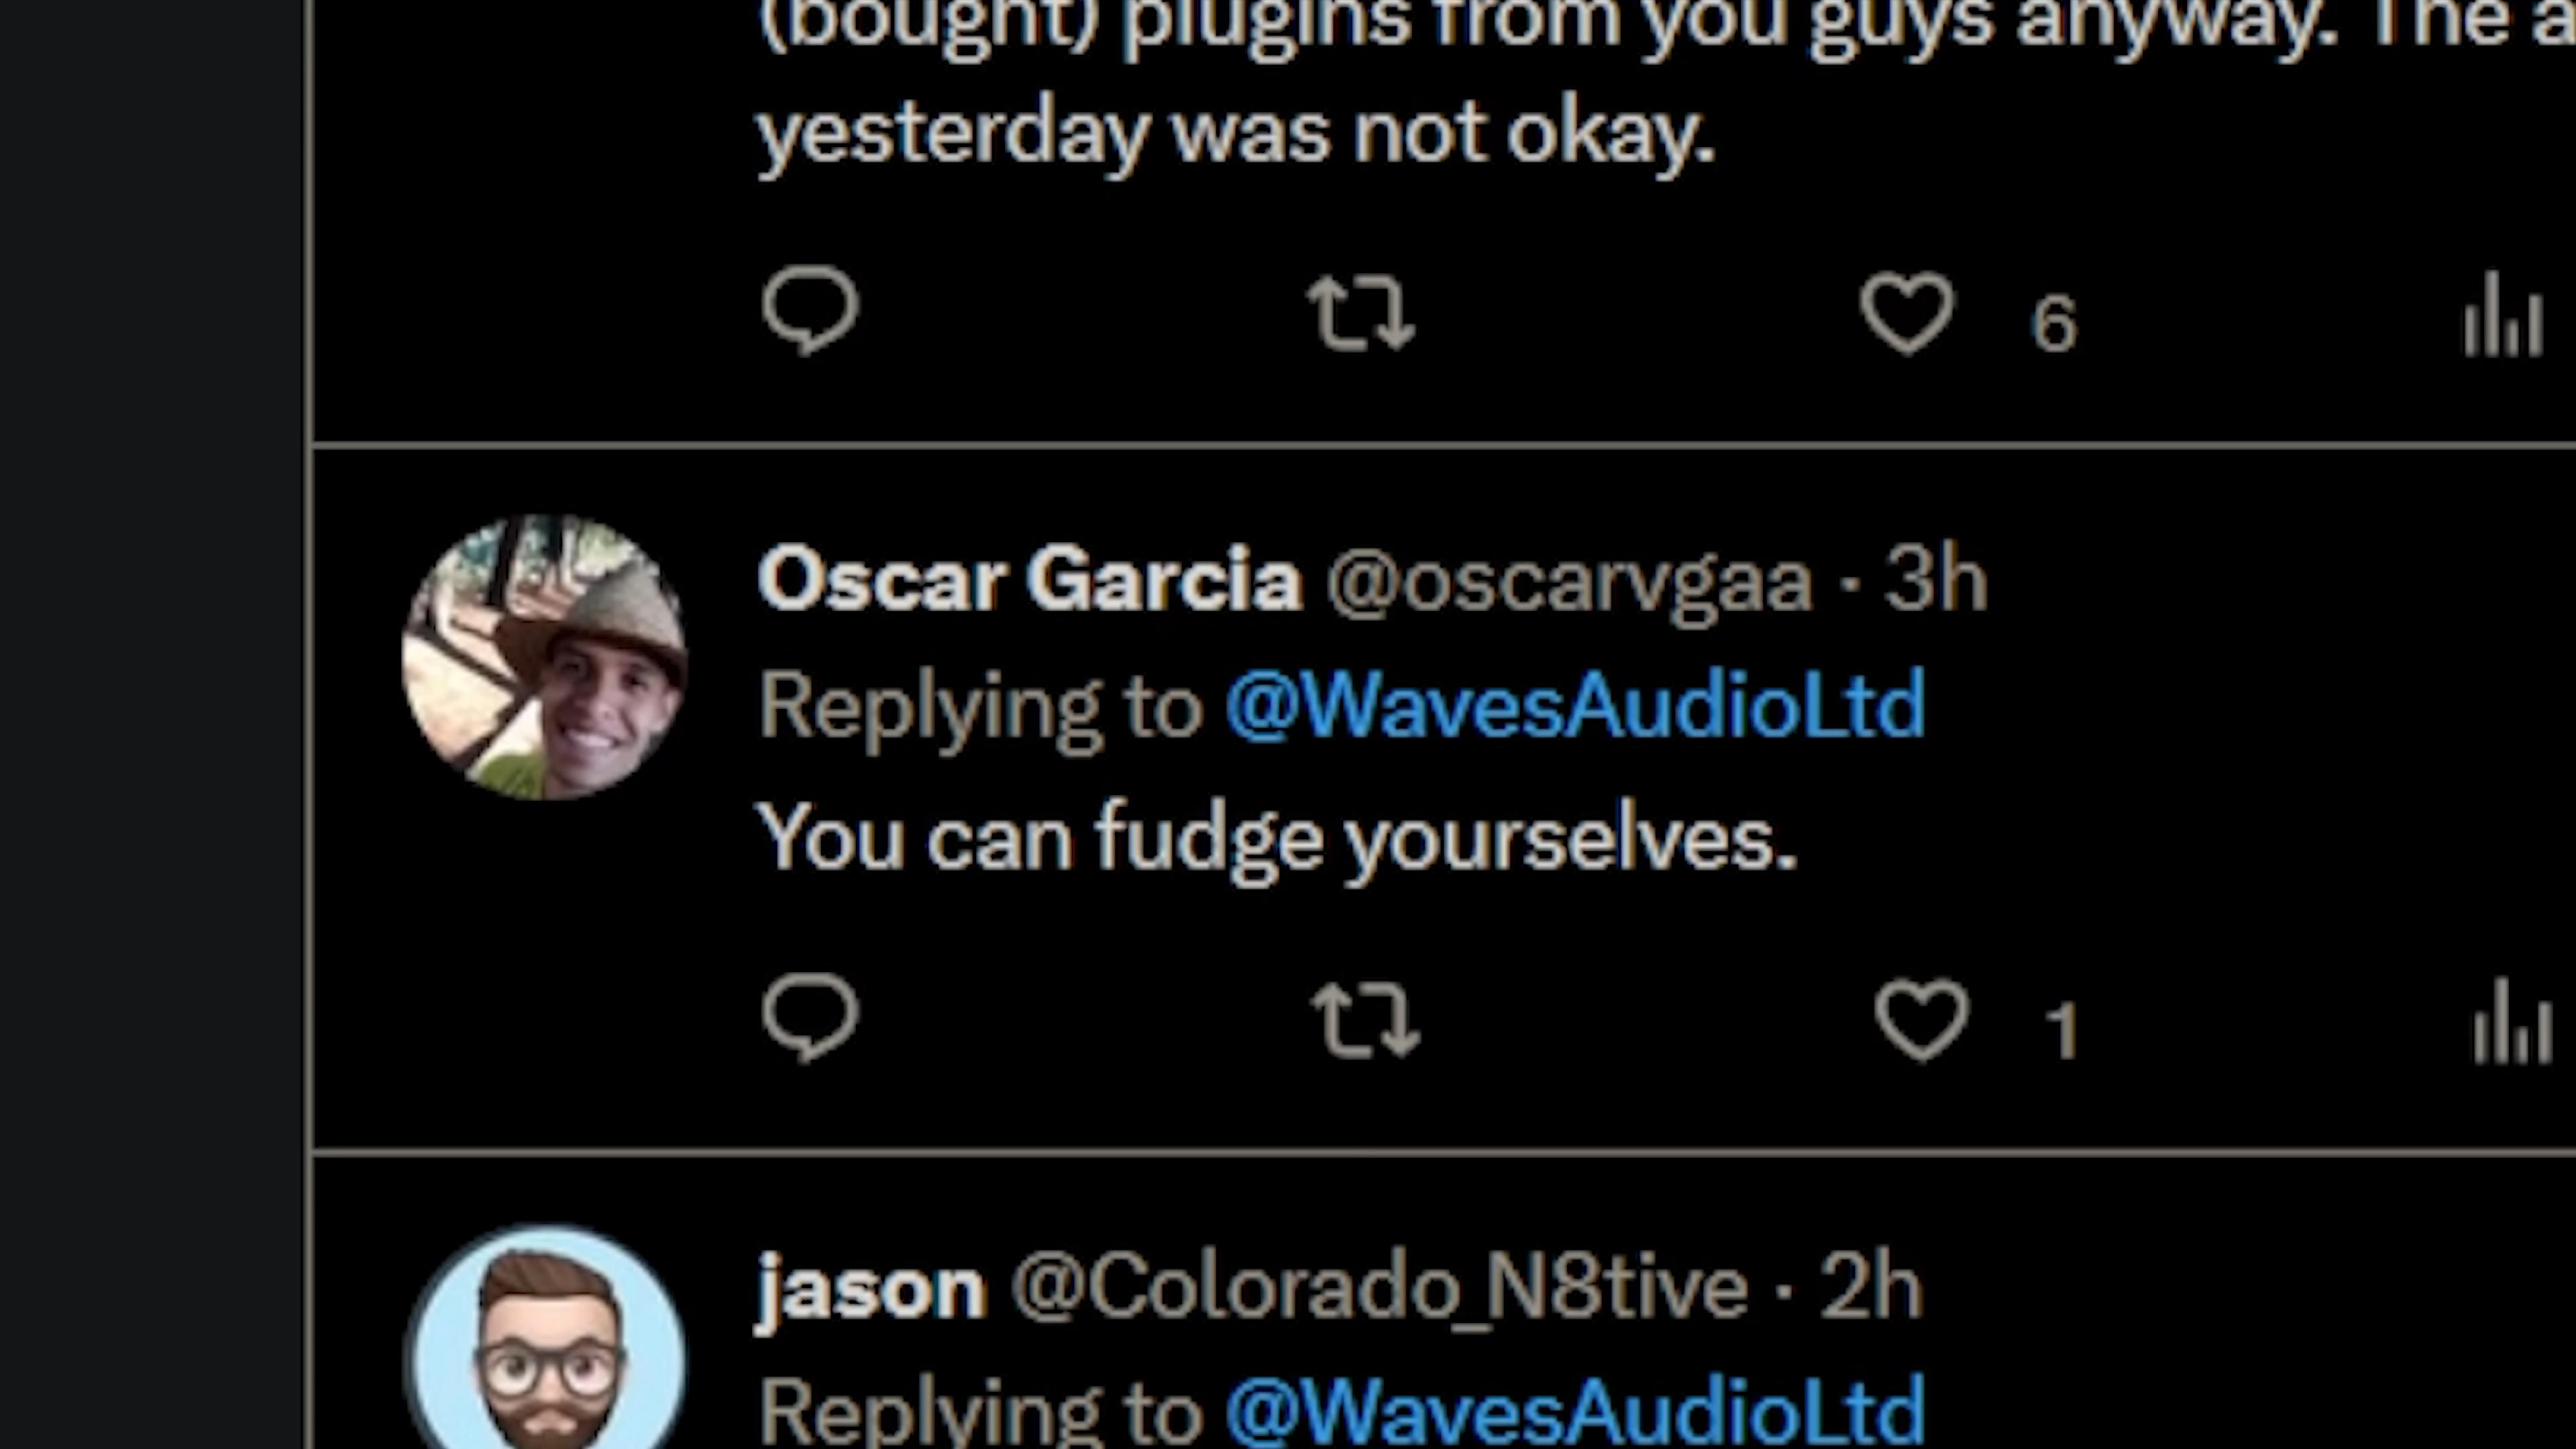 (bought) plugins from you guys anyway. The a
yesterday was not okay.
6
Oscar Garcia @oscarvgaa · 3h
Replying to @WavesAudioLtd
You can fudge yourselves.
1
jason @Colorado_N8tive · 2h
Replying to @WavesAudioLtd